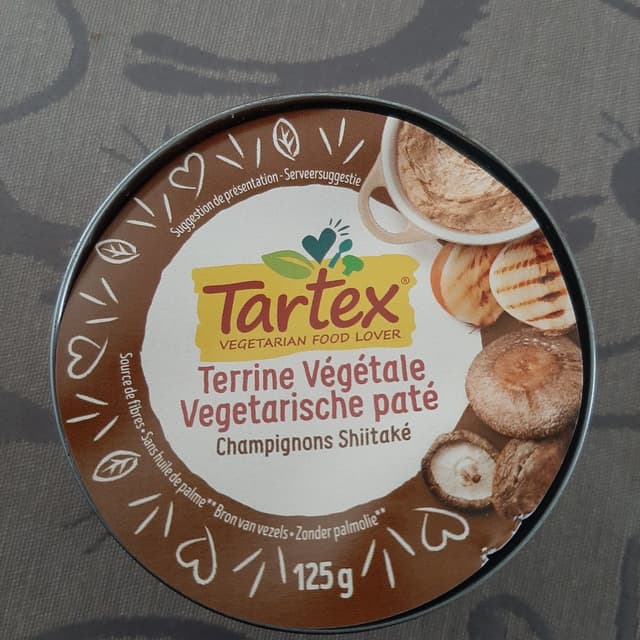 Suggestion de présentation - Serveersuggestie
Tartex®
VEGETARIAN FOOD LOVER
Terrine Végétale
Vegetarische paté
Champignons Shiitaké
Source de fibres • Sans huile de palme** Bron van vezels • Zonder palmolie**
125 g